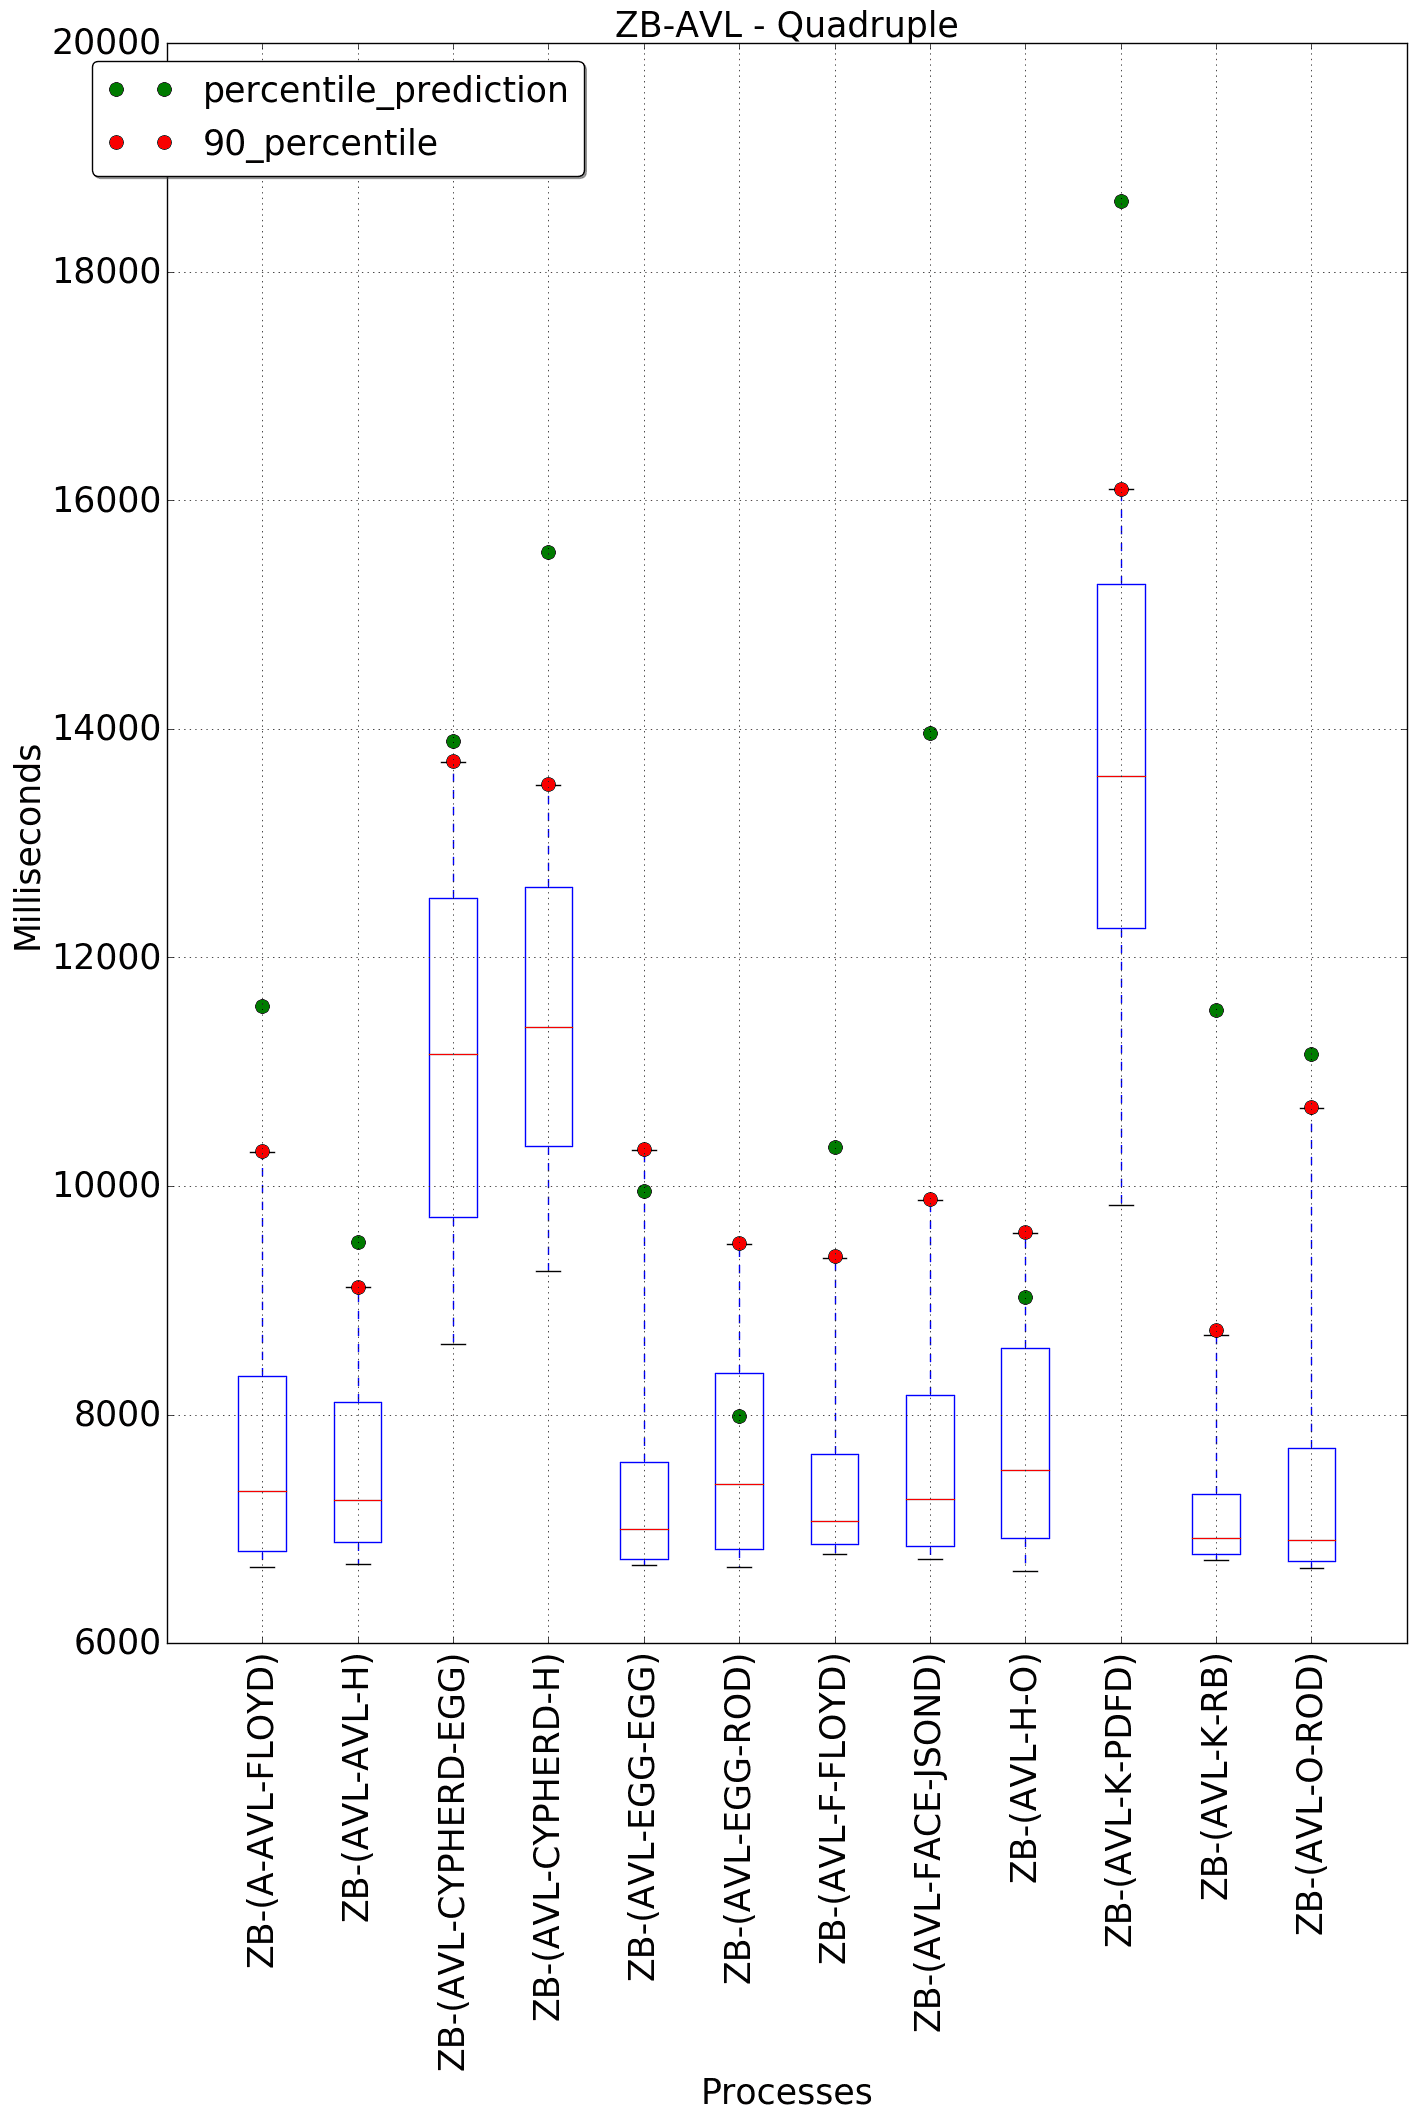 ZB-AVL - Quadruple
percentile_prediction
90_percentile
20000
18000
16000
14000
12000
10000
8000
6000
Milliseconds
ZB-(A-AVL-FLOYD)
ZB-(AVL-AVL-H)
ZB-(AVL-CYPHERD-EGG)
ZB-(AVL-CYPHERD-H)
ZB-(AVL-EGG-EGG)
ZB-(AVL-EGG-ROD)
ZB-(AVL-F-FLOYD)
ZB-(AVL-FACE-JSOND)
ZB-(AVL-H-O)
ZB-(AVL-K-PDFD)
ZB-(AVL-K-RB)
ZB-(AVL-O-ROD)
Processes